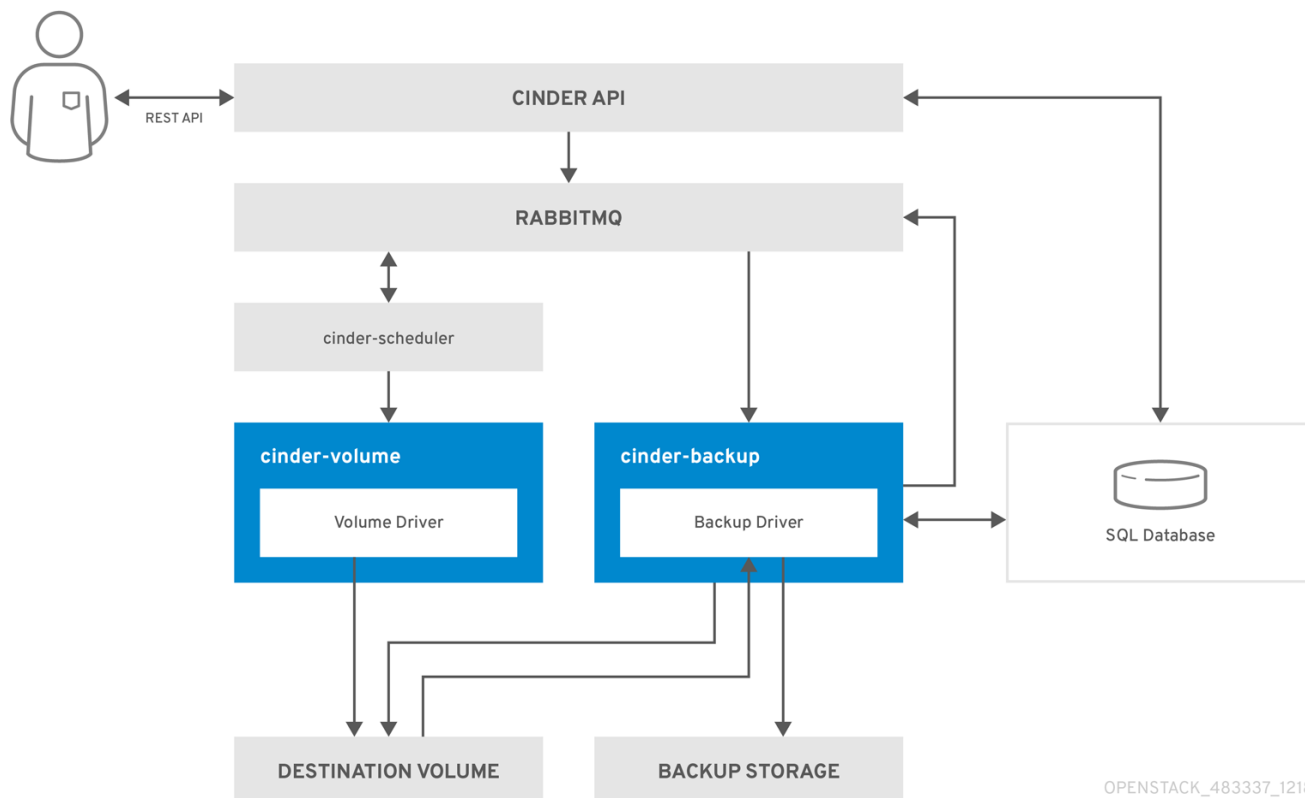 CINDER API
REST API
RABBITMQ
cinder-scheduler
cinder-volume
cinder-backup
Volume Driver
Backup Driver
SQL Database
DESTINATION VOLUME
BACKUP STORAGE
OPENSTACK_483337_1218